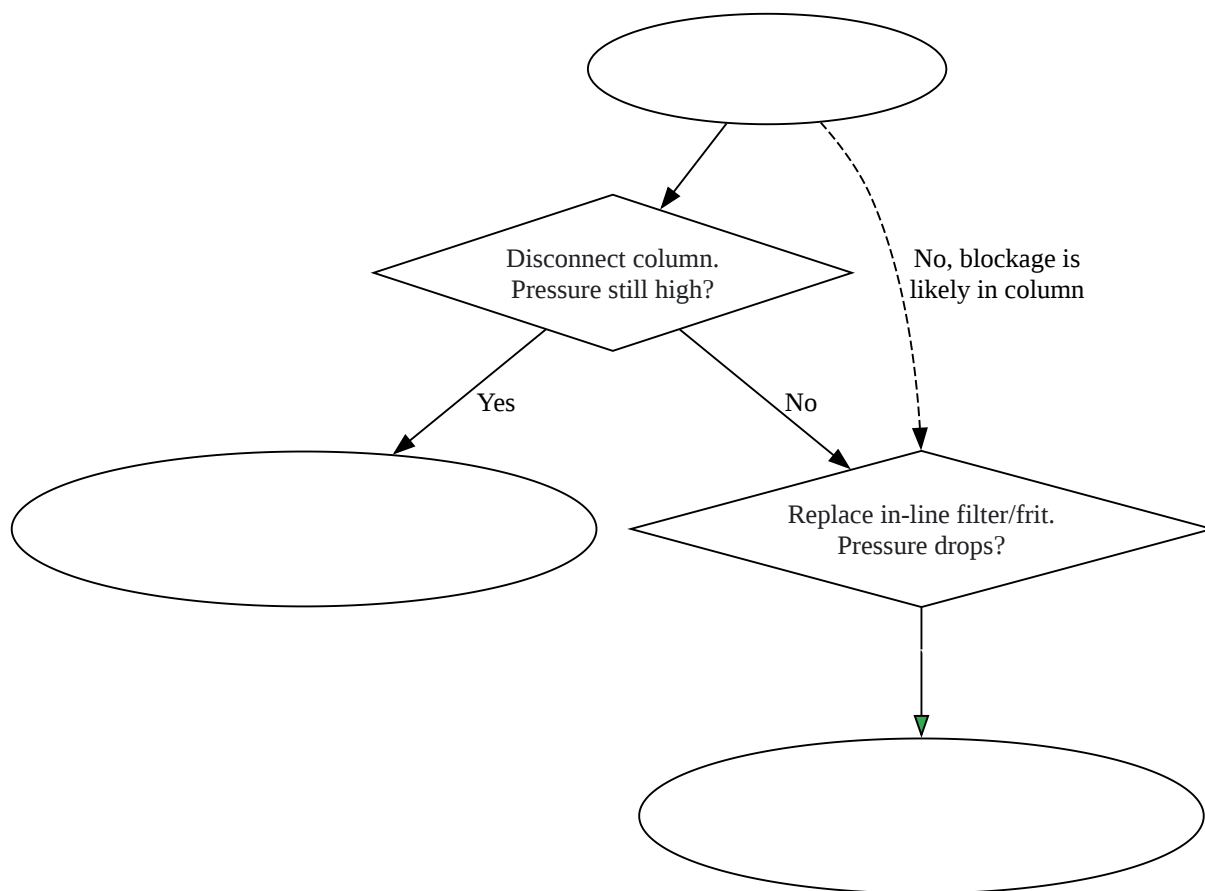 Disconnect column.
Pressure still high?
No, blockage is
likely in column
Yes
No
Replace in-line filter/frit.
Pressure drops?